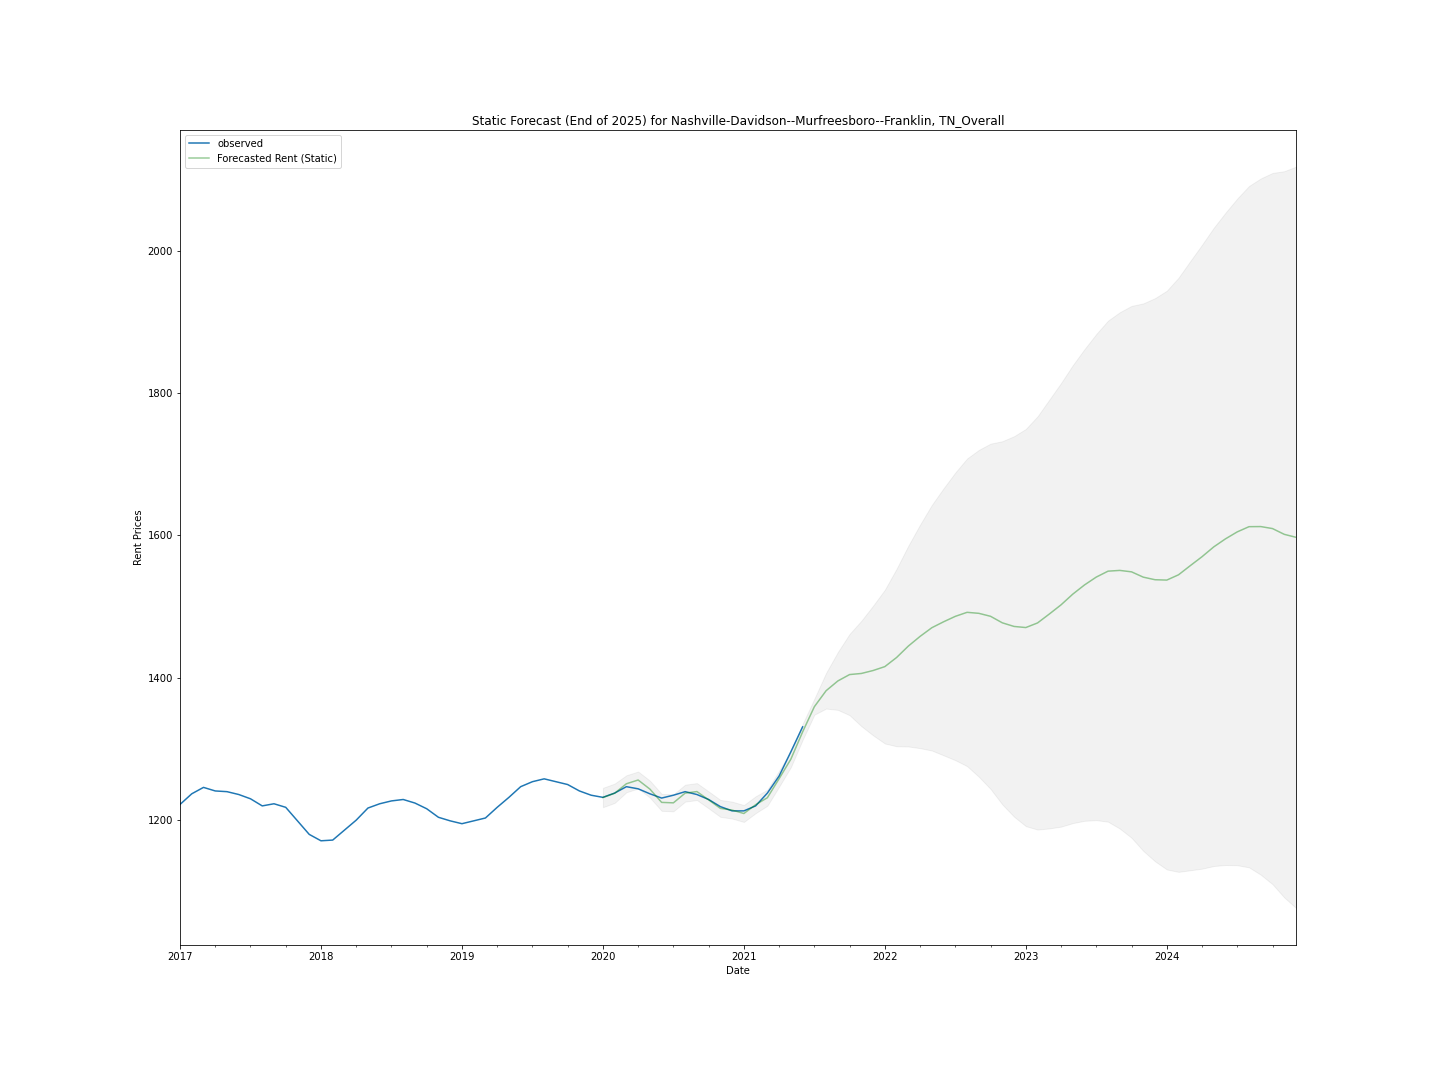 Static Forecast (End of 2025) for Nashville-Davidson--Murfreesboro--Franklin, TN_Overall
observed
Forecasted Rent (Static)
2000
1800
1600
1400
1200
Rent Prices
2017 2018 2019 2020 2021 2022 2023 2024
Date